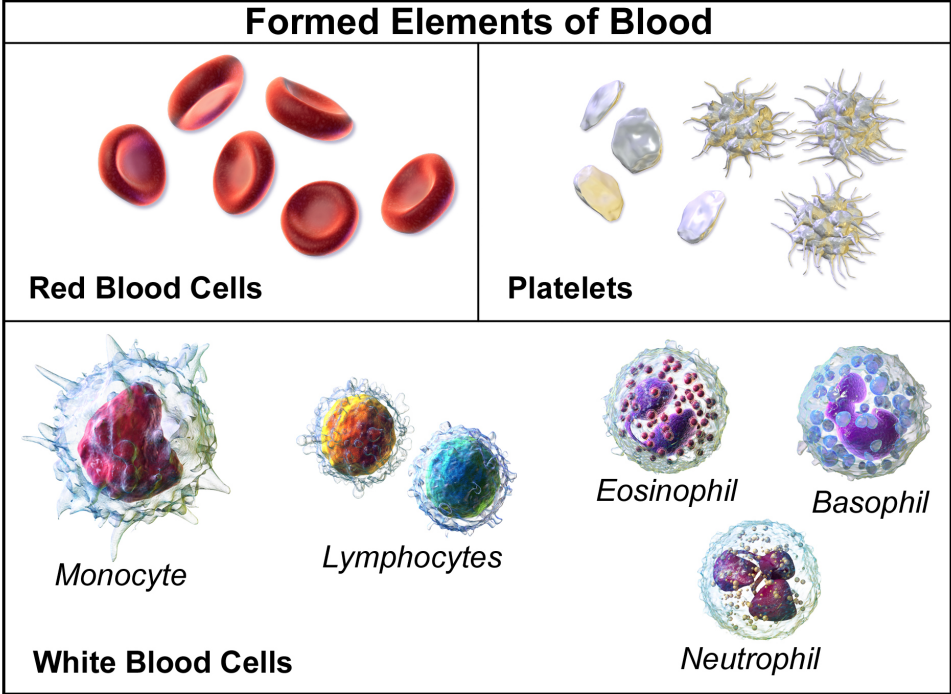 Formed Elements of Blood
Red Blood Cells
Platelets
Monocyte
Lymphocytes
Eosinophil
Basophil
Neutrophil
White Blood Cells